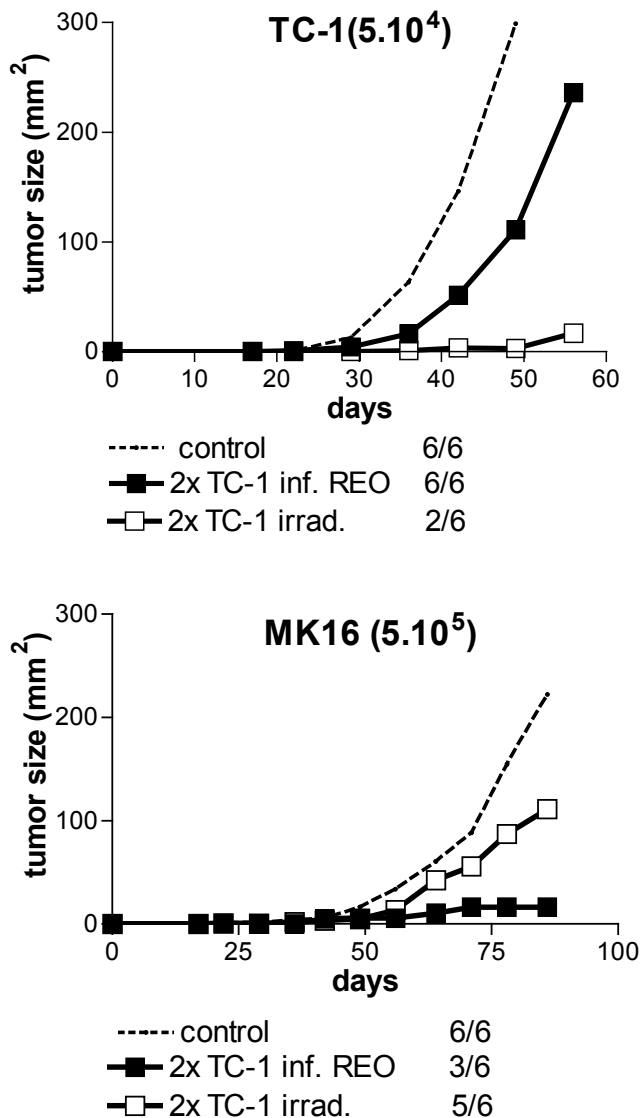 TC-1(5.10⁴)
tumor size (mm²)
300
200
100
0
0 10 20 30 40 50 60
days
control 6/6
2x TC-1 inf. REO 6/6
2x TC-1 irrad. 2/6
MK16 (5.10⁵)
tumor size (mm²)
300
200
100
0
0 25 50 75 100
days
control 6/6
2x TC-1 inf. REO 3/6
2x TC-1 irrad. 5/6